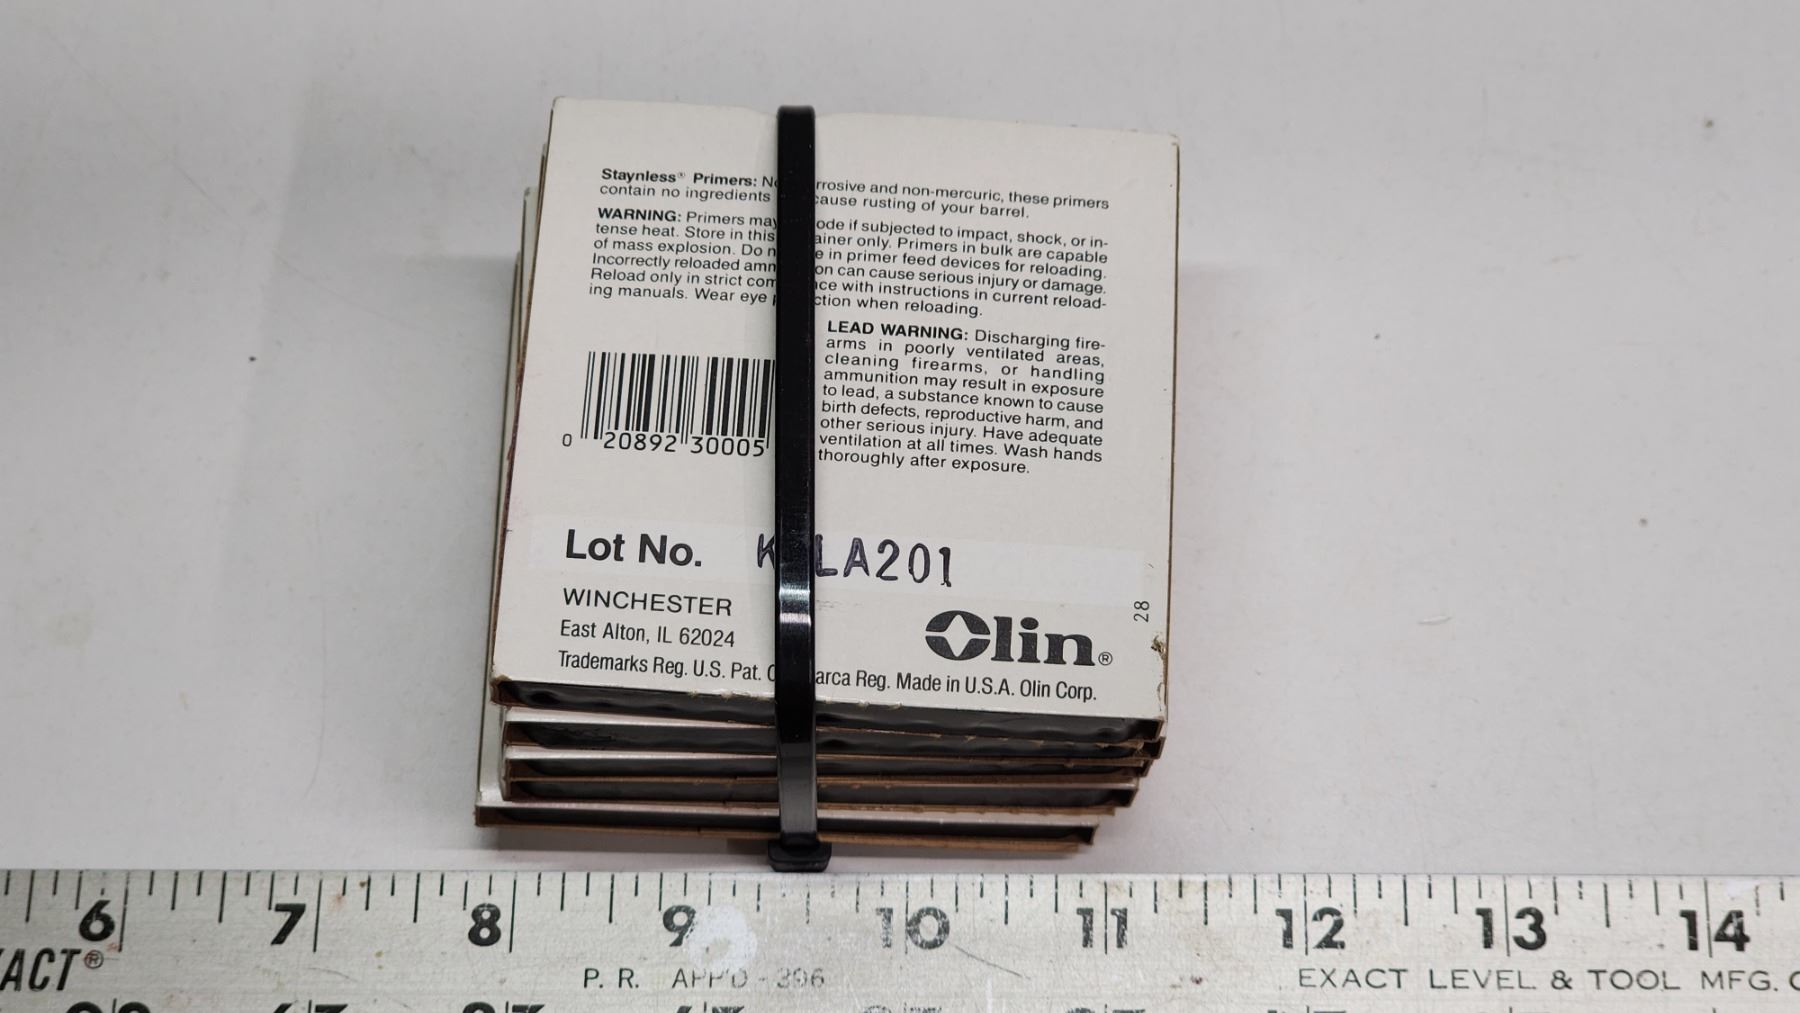 Staynless® Primers: No rrosive and non-mercuric, these primers
contain no ingredients cause rusting of your barrel.
WARNING: Primers may ode if subjected to impact, shock, or in-
tense heat. Store in this ainer only. Primers in bulk are capable
of mass explosion. Do n e in primer feed devices for reloading.
Incorrectly reloaded amm on can cause serious injury or damage.
Reload only in strict com nce with instructions in current reload-
ing manuals. Wear eye ction when reloading.
LEAD WARNING: Discharging fire-
arms in poorly ventilated areas,
cleaning firearms, or handling
ammunition may result in exposure
to lead, a substance known to cause
birth defects, reproductive harm, and
other serious injury. Have adequate
ventilation at all times. Wash hands
thoroughly after exposure.
0 20892 30005
Lot No. K LA201
WINCHESTER
East Alton, IL 62024
Trademarks Reg. U.S. Pat. arca Reg. Made in U.S.A. Olin Corp.
Olin®
28
6 7 8 9 10 11 12 13 14
ACT®
P. R. APP'D - 396
EXACT LEVEL & TOOL MFG.